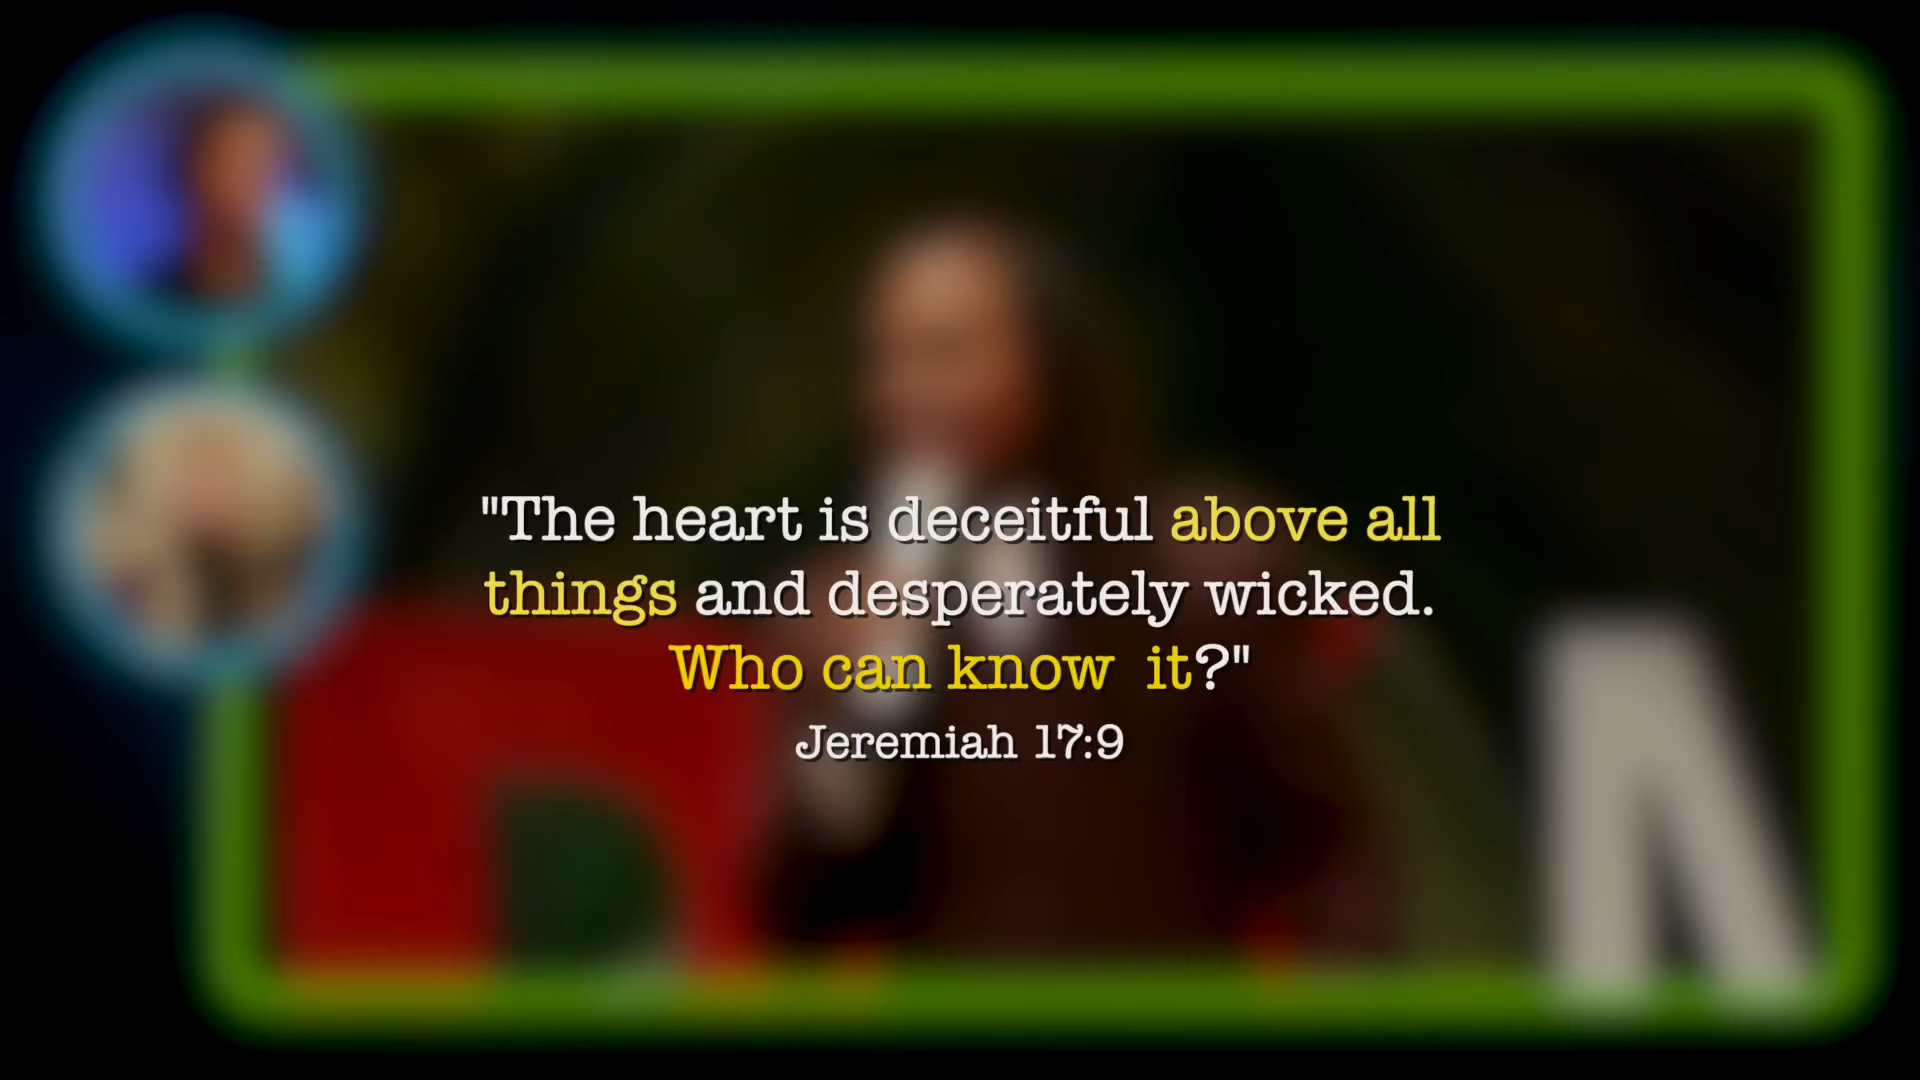 "The heart is deceitful above all
things and desperately wicked.
Who can know it?"
Jeremiah 17:9